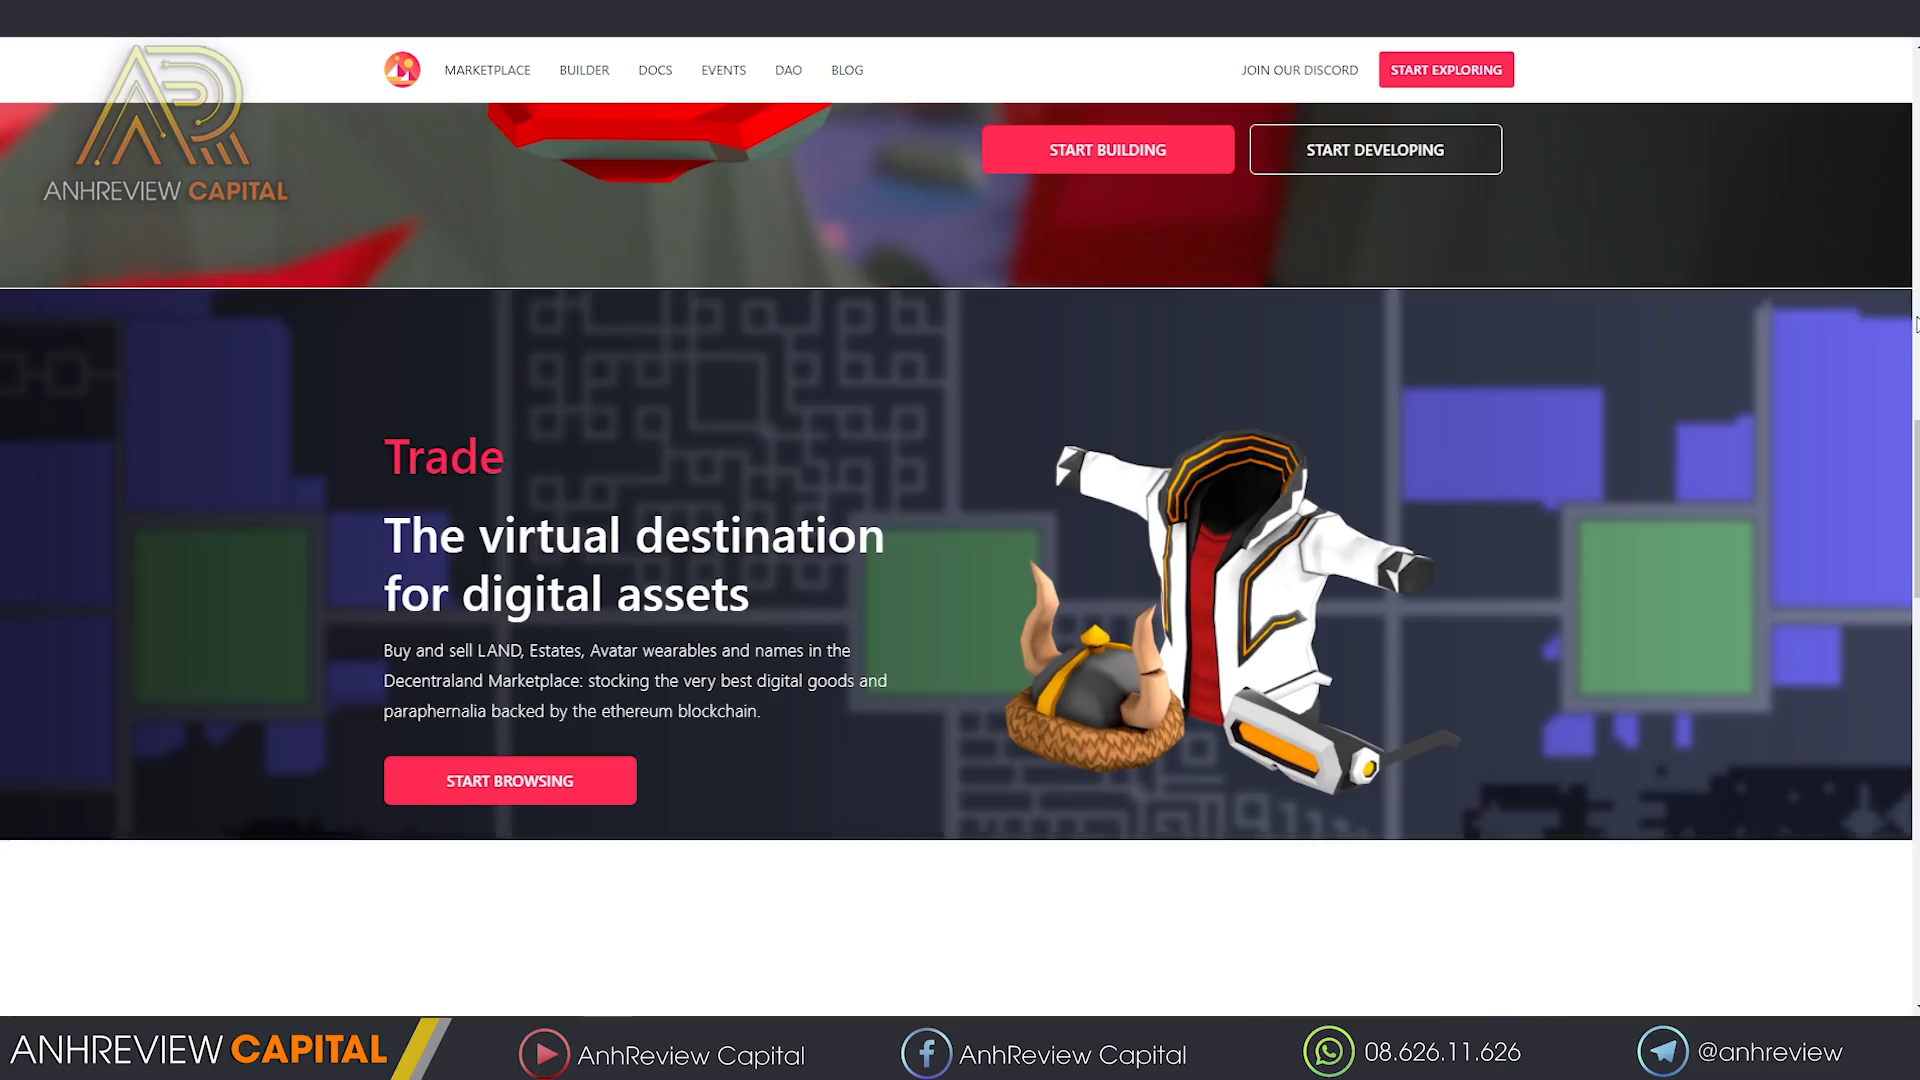 MARKETPLACE BUILDER DOCS EVENTS DAO BLOG JOIN OUR DISCORD START EXPLORING
ANHREVIEW CAPITAL
START BUILDING START DEVELOPING
Trade
The virtual destination
for digital assets
Buy and sell LAND, Estates, Avatar wearables and names in the
Decentraland Marketplace: stocking the very best digital goods and
paraphernalia backed by the ethereum blockchain.
START BROWSING
ANHREVIEW CAPITAL AnhReview Capital AnhReview Capital 08.626.11.626 @anhreview